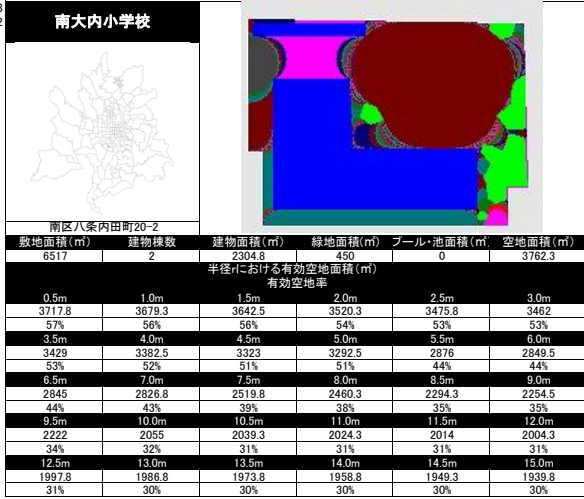 南大内小学校
南区八条内田町20-2
敷地面積(㎡) 建物棟数 建物面積(㎡) 緑地面積(㎡) プール・池面積(㎡) 空地面積(㎡)
6517 2 2304.8 450 0 3762.3
半径rにおける有効空地面積(㎡)
有効空地率
0.5m 1.0m 1.5m 2.0m 2.5m 3.0m
3717.8 3679.3 3642.5 3520.3 3475.8 3462
57% 56% 56% 54% 53% 53%
3.5m 4.0m 4.5m 5.0m 5.5m 6.0m
3429 3382.5 3323 3292.5 2876 2849.5
53% 52% 51% 51% 44% 44%
6.5m 7.0m 7.5m 8.0m 8.5m 9.0m
2845 2826.8 2519.8 2460.3 2294.3 2254.5
44% 43% 39% 38% 35% 35%
9.5m 10.0m 10.5m 11.0m 11.5m 12.0m
2222 2055 2039.3 2024.3 2014 2004.3
34% 32% 31% 31% 31% 31%
12.5m 13.0m 13.5m 14.0m 14.5m 15.0m
1997.8 1986.8 1973.8 1958.8 1949.3 1939.8
31% 30% 30% 30% 30% 30%